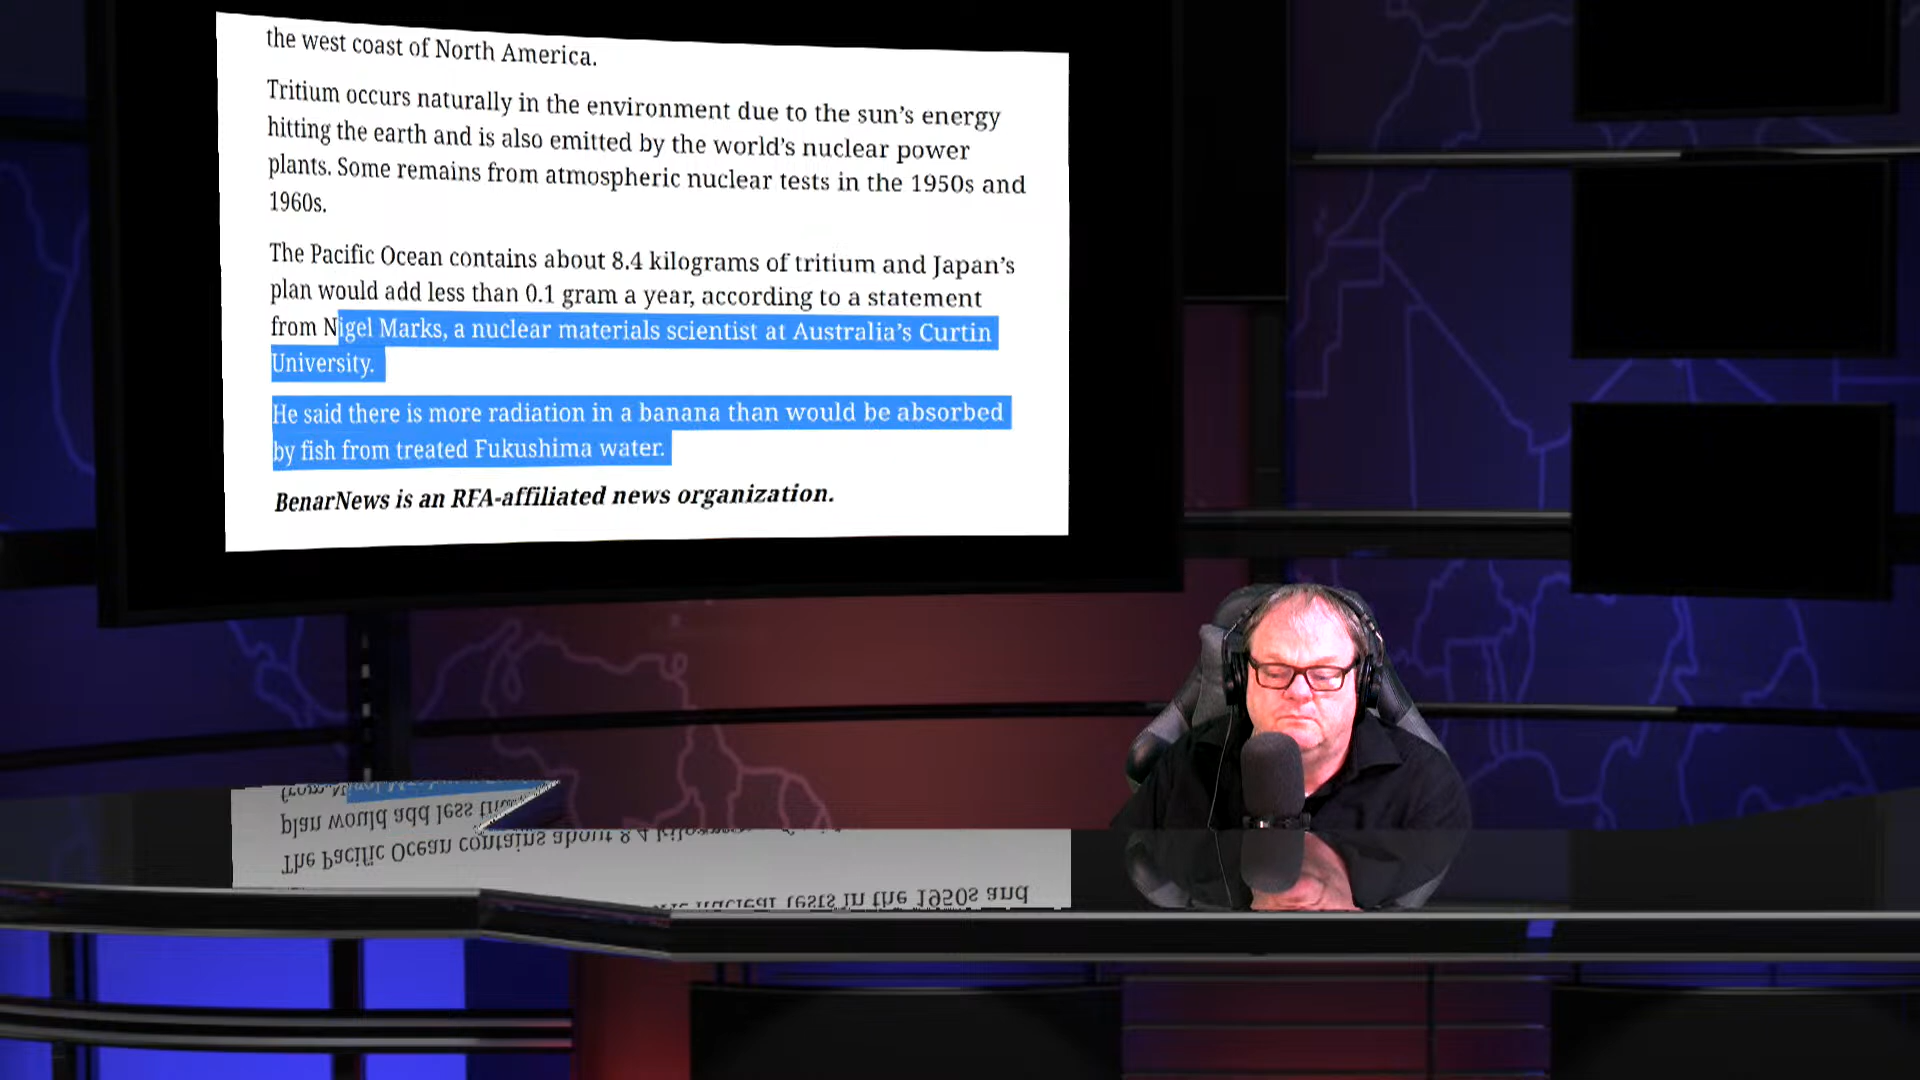 the west coast of North America.
Tritium occurs naturally in the environment due to the sun’s energy
hitting the earth and is also emitted by the world’s nuclear power
plants. Some remains from atmospheric nuclear tests in the 1950s and
1960s.
The Pacific Ocean contains about 8.4 kilograms of tritium and Japan’s
plan would add less than 0.1 gram a year, according to a statement
from Nigel Marks, a nuclear materials scientist at Australia’s Curtin
University.
He said there is more radiation in a banana than would be absorbed
by fish from treated Fukushima water.
BenarNews is an RFA-affiliated news organization.